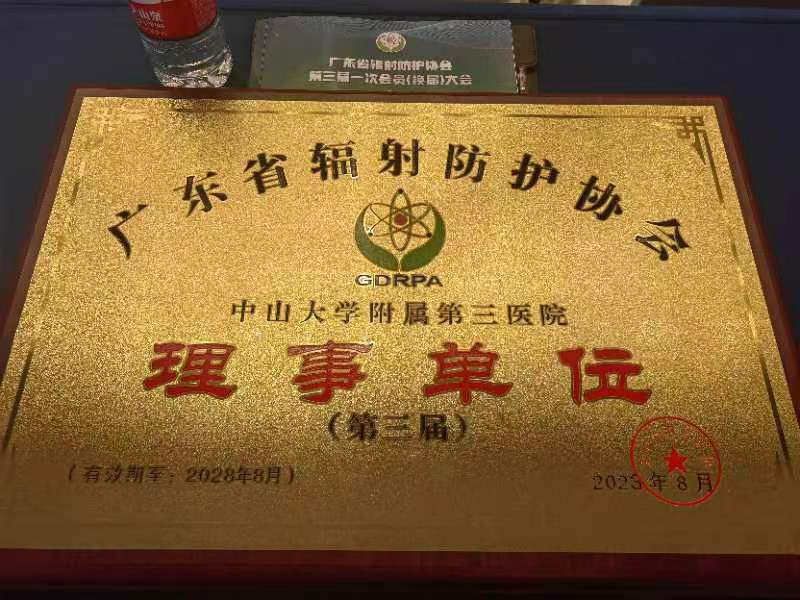 广东省辐射防护协会
第三届一次会员(换届)大会
广东省辐射防护协会
GDRPA
中山大学附属第三医院
理事单位
(第三届)
(有效期至：2028年8月)
2023年8月